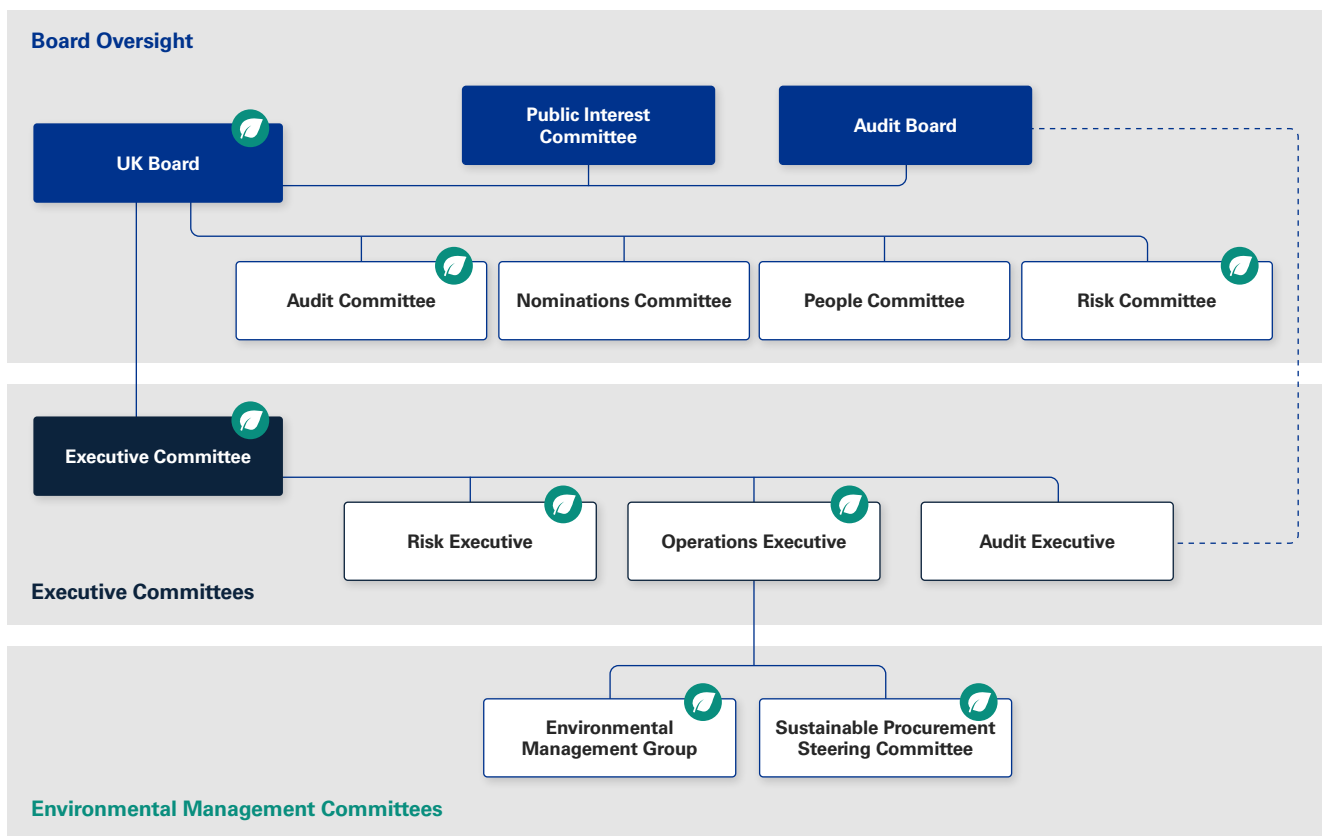 Board Oversight
Public Interest
Committee
Audit Board
UK Board
Audit Committee
Nominations Committee
People Committee
Risk Committee
Executive Committee
Risk Executive
Operations Executive
Audit Executive
Executive Committees
Environmental
Management Group
Sustainable Procurement
Steering Committee
Environmental Management Committees